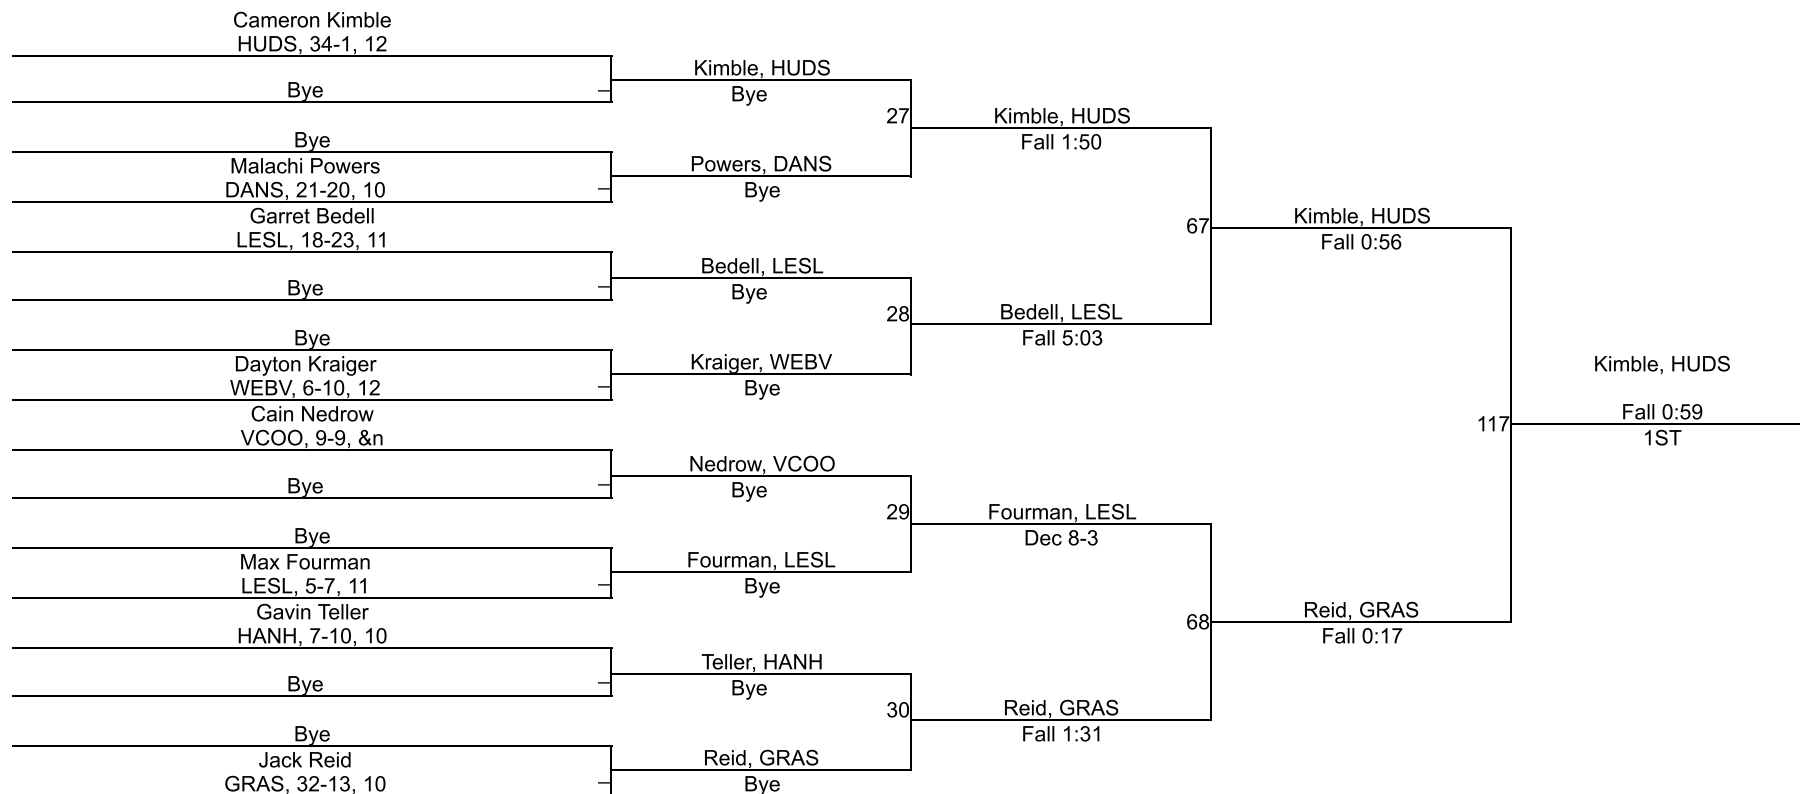 Cameron Kimble
HUDS, 34-1, 12
Bye
Bye
Malachi Powers
DANS, 21-20, 10
Garret Bedell
LESL, 18-23, 11
Bye
Bye
Dayton Kraiger
WEBV, 6-10, 12
Cain Nedrow
VCOO, 9-9, &n
Bye
Bye
Max Fourman
LESL, 5-7, 11
Gavin Teller
HANH, 7-10, 10
Bye
Bye
Jack Reid
GRAS, 32-13, 10
Kimble, HUDS
Bye
27
Powers, DANS
Bye
Bedell, LESL
Bye
28
Kraiger, WEBV
Bye
Nedrow, VCOO
Bye
29
Fourman, LESL
Bye
Teller, HANH
Bye
30
Reid, GRAS
Bye
Kimble, HUDS
Fall 1:50
67
Bedell, LESL
Fall 5:03
Fourman, LESL
Dec 8-3
68
Reid, GRAS
Fall 1:31
Kimble, HUDS
Fall 0:56
117
Reid, GRAS
Fall 0:17
Kimble, HUDS
Fall 0:59
1ST